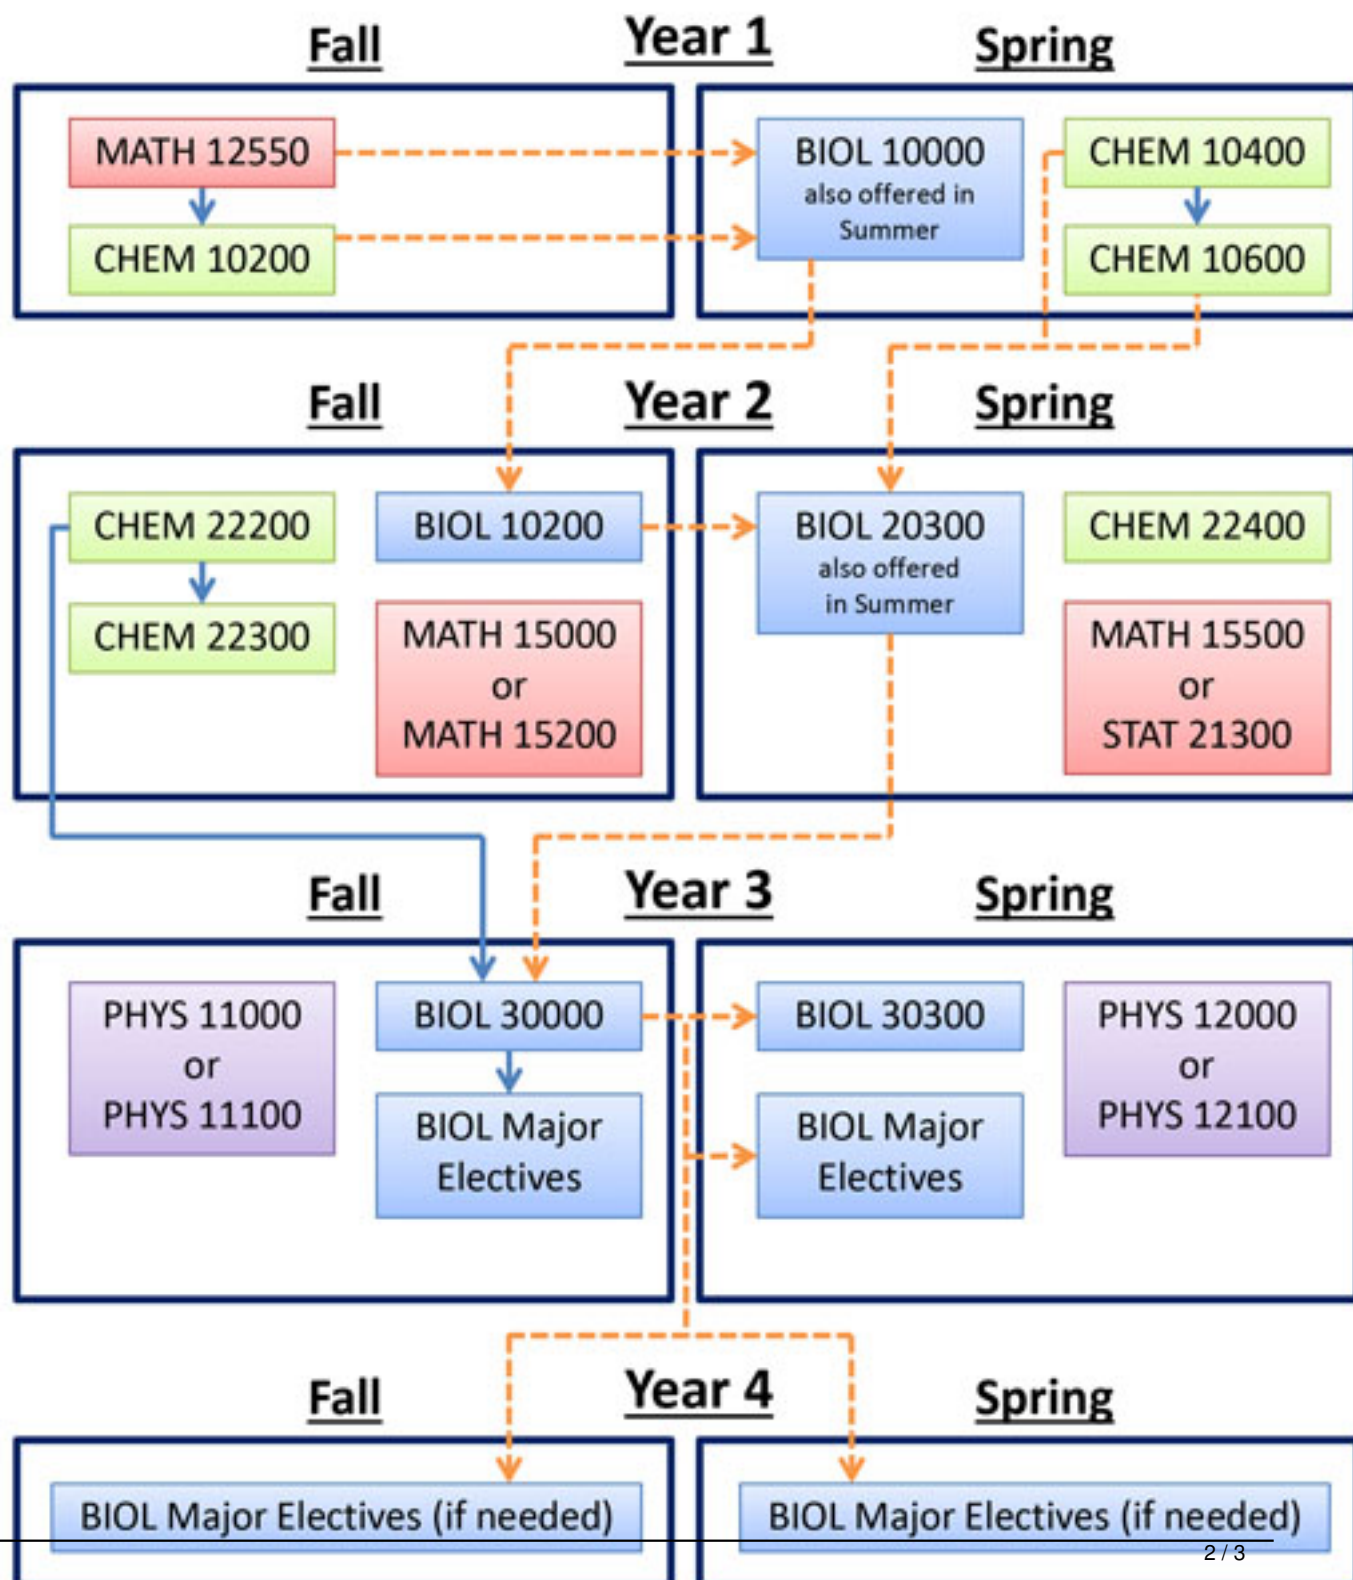 Fall
Year 1
Spring
MATH 12550
CHEM 10200
BIOL 10000
also offered in
Summer
CHEM 10400
CHEM 10600
Fall
Year 2
Spring
CHEM 22200
CHEM 22300
BIOL 10200
MATH 15000
or
MATH 15200
BIOL 20300
also offered
in Summer
CHEM 22400
MATH 15500
or
STAT 21300
Fall
Year 3
Spring
PHYS 11000
or
PHYS 11100
BIOL 30000
BIOL Major
Electives
BIOL 30300
BIOL Major
Electives
PHYS 12000
or
PHYS 12100
Fall
Year 4
Spring
BIOL Major Electives (if needed)
BIOL Major Electives (if needed)
2 / 3